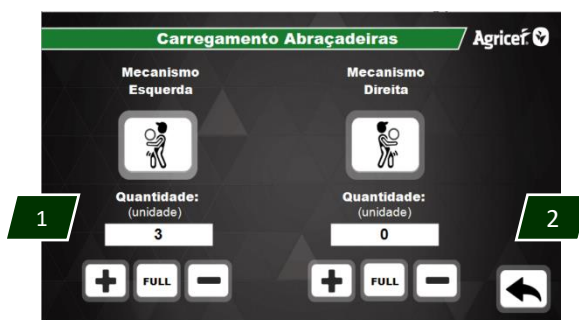 Carregamento Abraçadeiras
Agricef
Mecanismo
Esquerda
Mecanismo
Direita
Quantidade:
(unidade)
3
Quantidade:
(unidade)
0
1
2
+ FULL −
+ FULL −